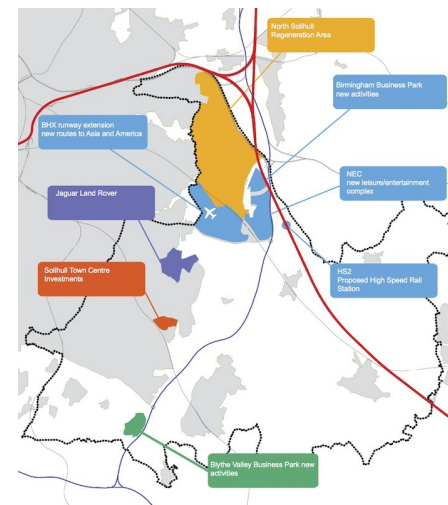 North Solihull
Regeneration Area
Birmingham Business Park
new activities
BHX runway extension
new routes to Asia and America
NEC
new leisure/entertainment
complex
Jaguar Land Rover
HS2
Proposed High Speed Rail
Station
Solihull Town Centre
Investments
Blythe Valley Business Park new
activities